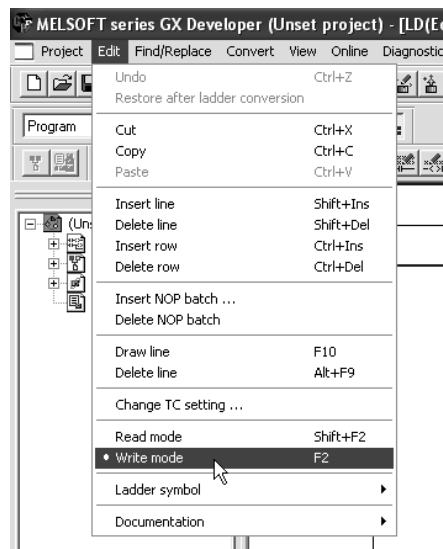 MELSOFT series GX Developer (Unset project) - [LD(E
Project Edit Find/Replace Convert View Online Diagnostic
Undo Ctrl+Z
Restore after ladder conversion
Program
Cut Ctrl+X
Copy Ctrl+C
Paste Ctrl+V
Insert line Shift+Ins
(Un
Delete line Shift+Del
Insert row Ctrl+Ins
Delete row Ctrl+Del
Insert NOP batch ...
Delete NOP batch
Draw line F10
Delete line Alt+F9
Change TC setting ...
Read mode Shift+F2
• Write mode F2
Ladder symbol
Documentation